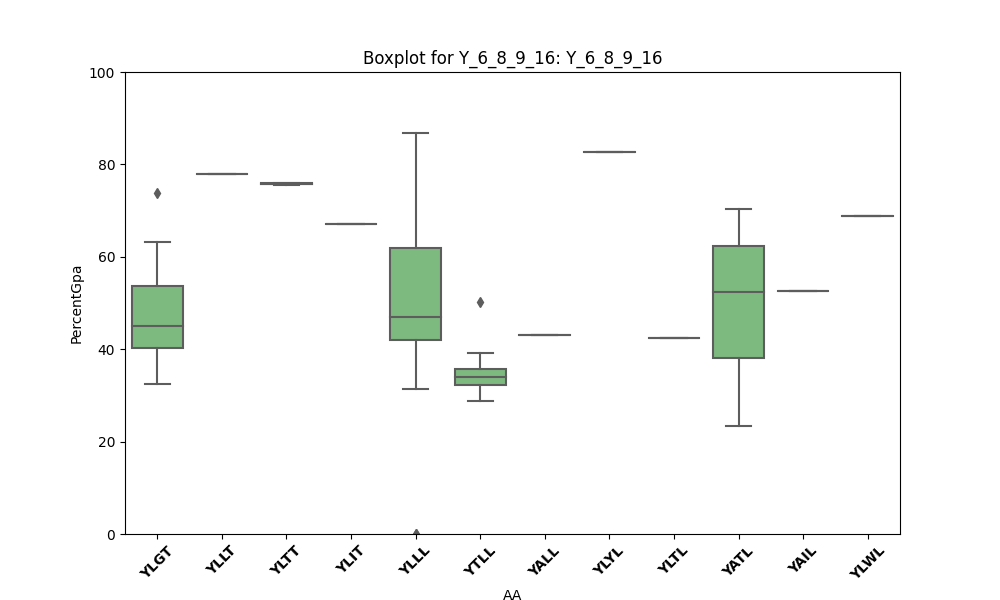 Boxplot for Y_6_8_9_16: Y_6_8_9_16
100
80
60
40
20
0
PercentGpa
YLGT
YLLT
YLTT
YLIT
YLLL
YTLL
YALL
YLYL
YLTL
YATL
YAIL
YLWL
AA